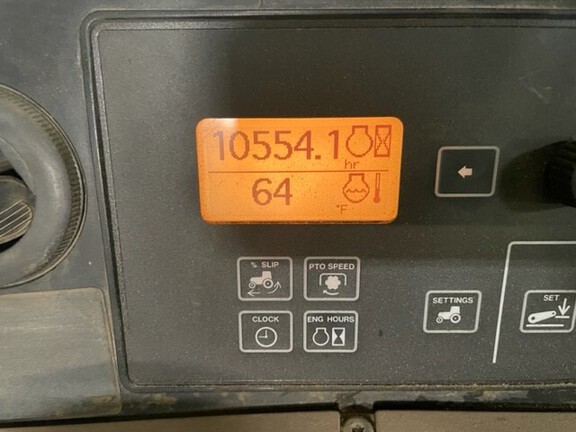 10554.1
hr
64
°F
% SLIP
PTO SPEED
CLOCK
ENG HOURS
SETTINGS
SET